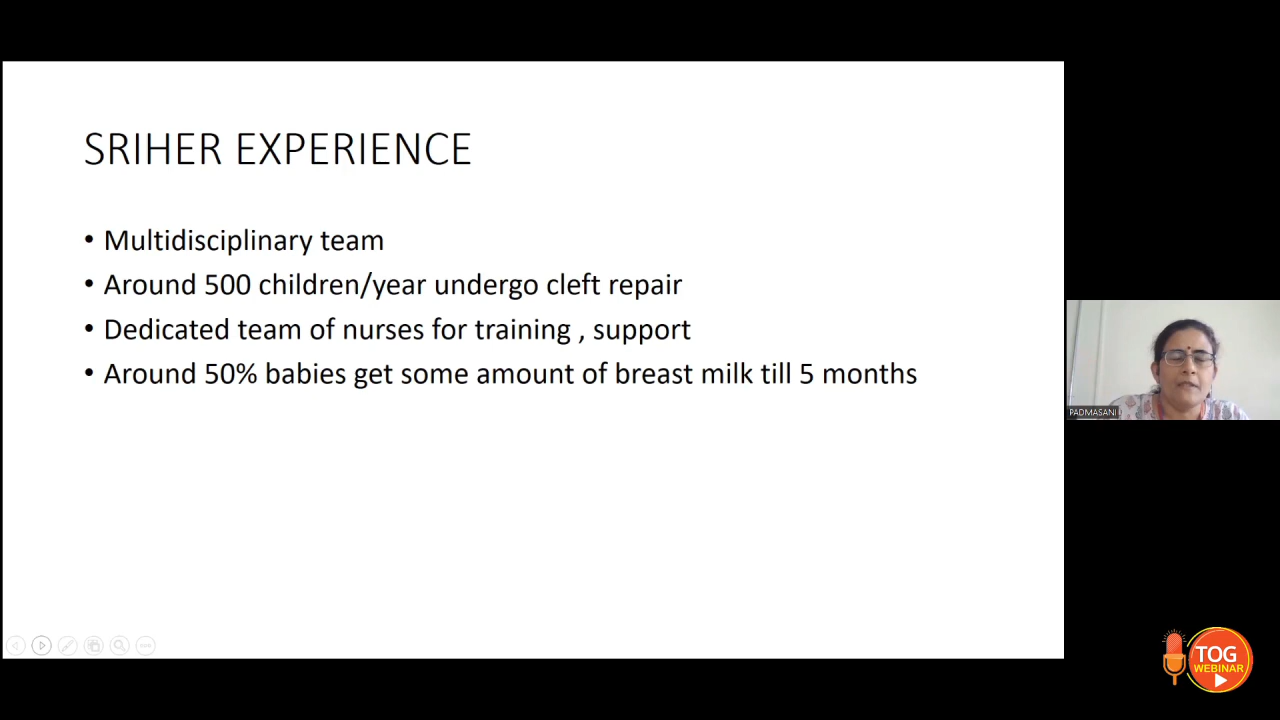 SRIHER EXPERIENCE
• Multidisciplinary team
• Around 500 children/year undergo cleft repair
• Dedicated team of nurses for training , support
• Around 50% babies get some amount of breast milk till 5 months
PADMASANI
TOG
WEBINAR